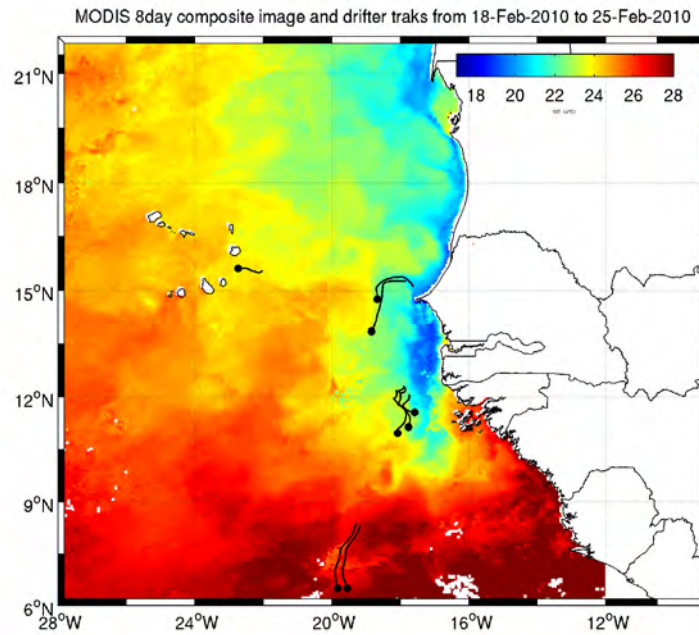 MODIS 8day composite image and drifter traks from 18-Feb-2010 to 25-Feb-2010
21°N
18 20 22 24 26 28
18°N
15°N
12°N
9°N
6°N
28°W 24°W 20°W 16°W 12°W